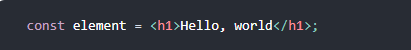 const element = <h1>Hello, world</h1>;